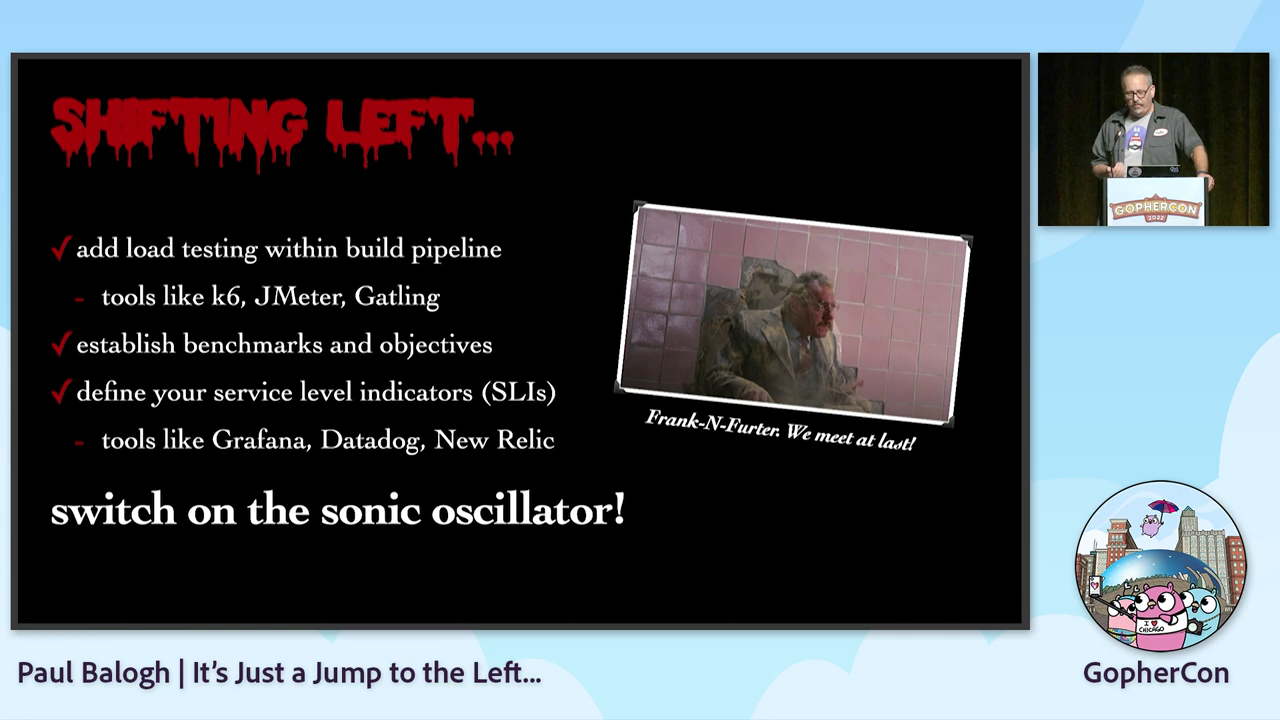 SHIFTING LEFT...
✓ add load testing within build pipeline
- tools like k6, JMeter, Gatling
✓ establish benchmarks and objectives
✓ define your service level indicators (SLIs)
- tools like Grafana, Datadog, New Relic
switch on the sonic oscillator!
Frank-N-Furter. We meet at last!
GOPHERCON
2022
I ♥
CHICAGO
Paul Balogh | It's Just a Jump to the Left...
GopherCon